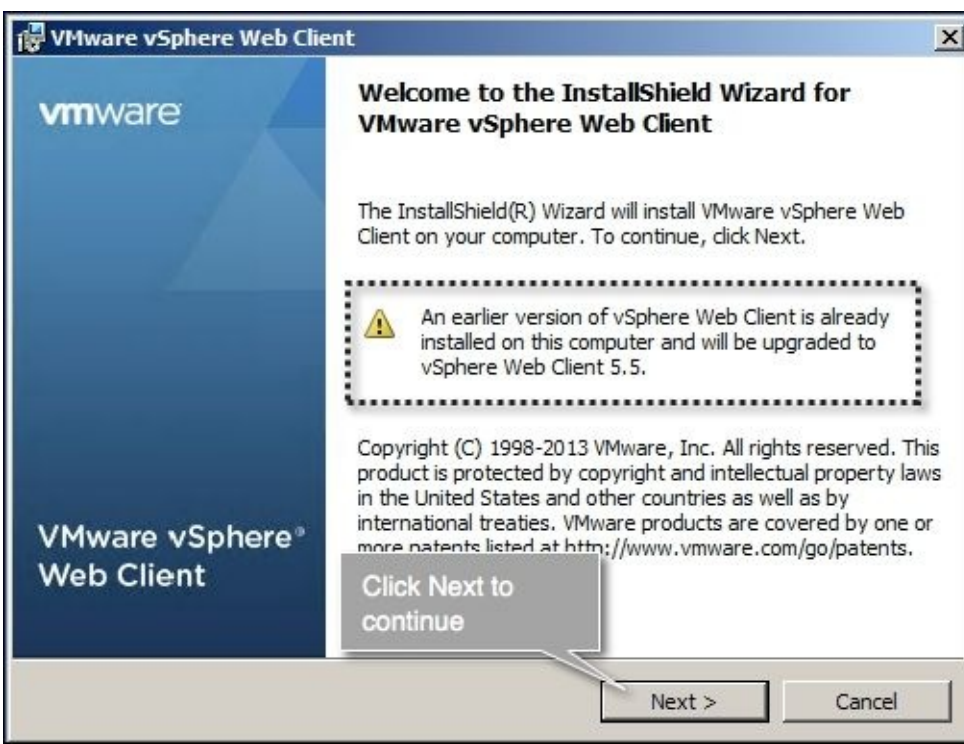 VMware vSphere Web Client
vmware
Welcome to the InstallShield Wizard for
VMware vSphere Web Client
The InstallShield(R) Wizard will install VMware vSphere Web
Client on your computer. To continue, click Next.
An earlier version of vSphere Web Client is already
installed on this computer and will be upgraded to
vSphere Web Client 5.5.
Copyright (C) 1998-2013 VMware, Inc. All rights reserved. This
product is protected by copyright and intellectual property laws
in the United States and other countries as well as by
international treaties. VMware products are covered by one or
more patents listed at http://www.vmware.com/go/patents.
VMware vSphere®
Web Client
Click Next to
continue
Next >
Cancel